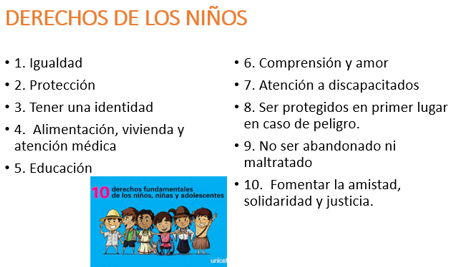 DERECHOS DE LOS NIÑOS
• 1. Igualdad
• 2. Protección
• 3. Tener una identidad
• 4.  Alimentación, vivienda y
atención médica
• 5. Educación
• 6. Comprensión y amor
• 7. Atención a discapacitados
• 8. Ser protegidos en primer lugar
en caso de peligro.
• 9. No ser abandonado ni
maltratado
• 10.  Fomentar la amistad,
solidaridad y justicia.
10 derechos fundamentales
de los niños, niñas y adolescentes
unicef